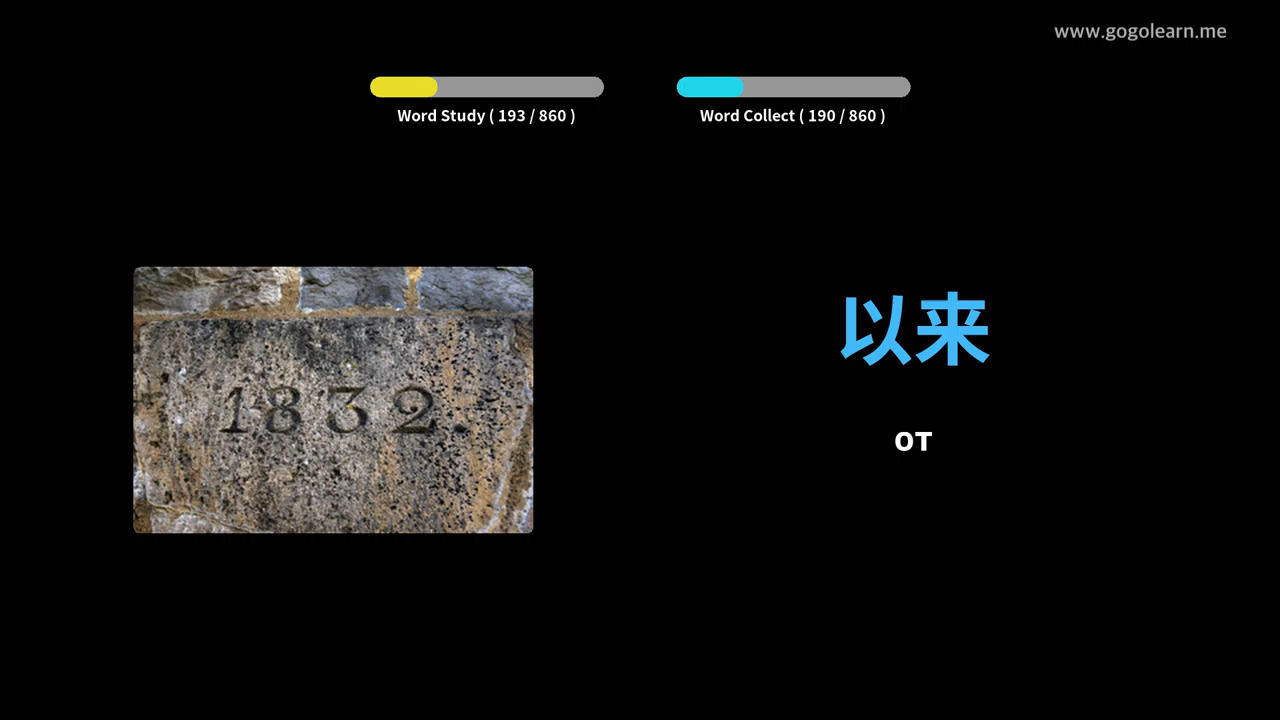 www.gogolearn.me
Word Study ( 193 / 860 )
Word Collect ( 190 / 860 )
1832.
以来
от